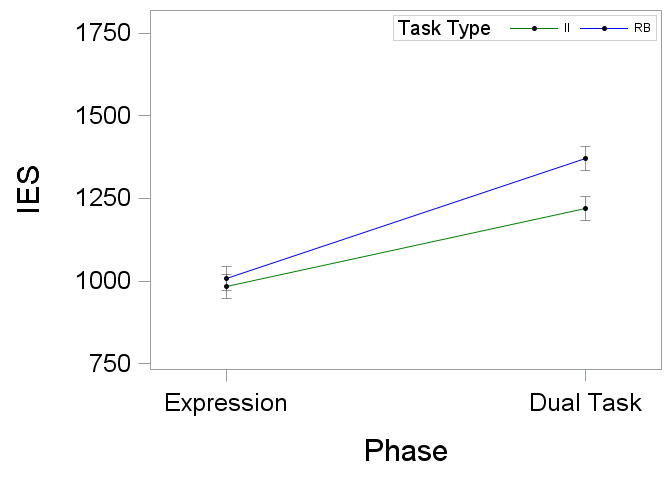 Task Type II RB
1750
1500
1250
1000
750
IES
Expression Dual Task
Phase